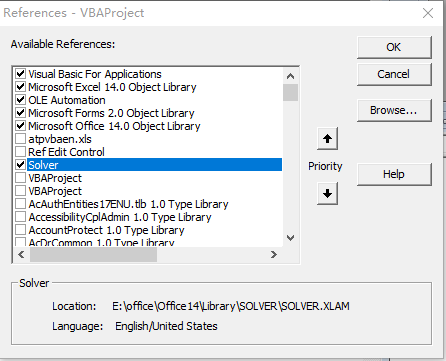 References - VBAProject
Available References:
Visual Basic For Applications
Microsoft Excel 14.0 Object Library
OLE Automation
Microsoft Forms 2.0 Object Library
Microsoft Office 14.0 Object Library
atpvbaen.xls
Ref Edit Control
Solver
VBAProject
VBAProject
AcAuthEntities17ENU.tlb 1.0 Type Library
AccessibilityCplAdmin 1.0 Type Library
AccountProtect 1.0 Type Library
AcDrCommon 1.0 Type Library
OK
Cancel
Browse...
Priority
Help
Solver
Location: E:\office\Office14\Library\SOLVER\SOLVER.XLAM
Language: English/United States